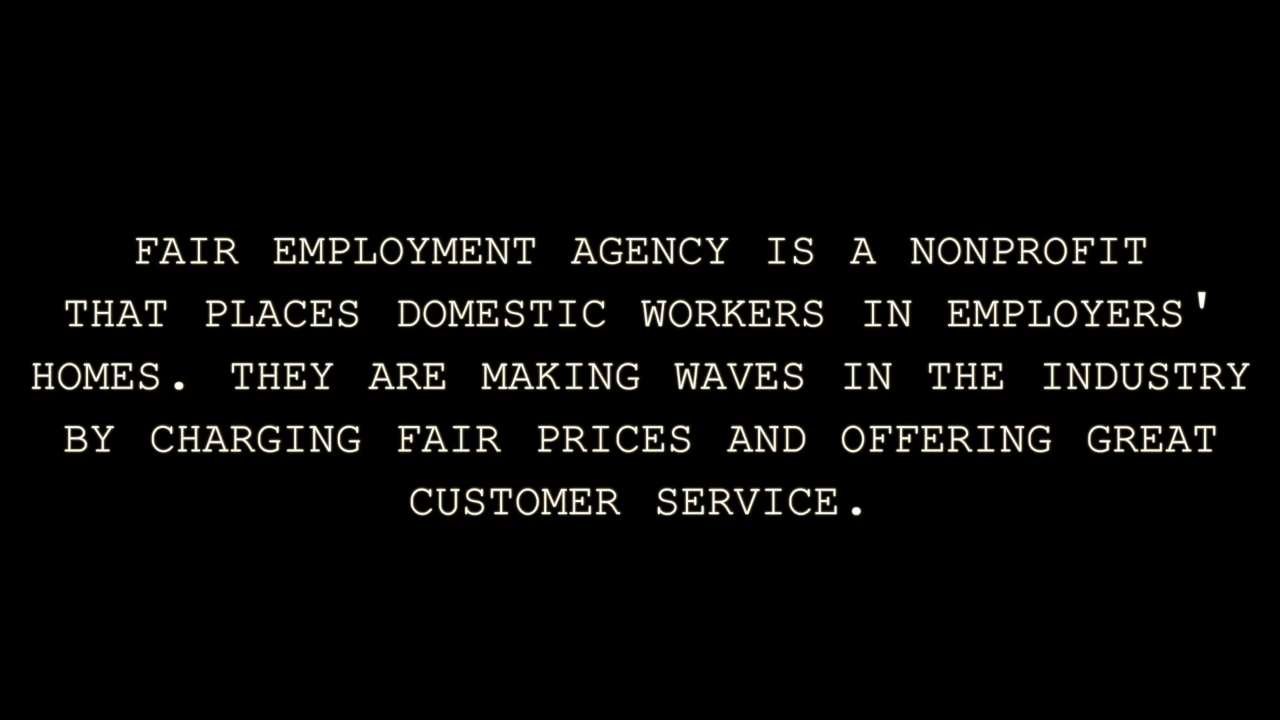 FAIR EMPLOYMENT AGENCY IS A NONPROFIT
THAT PLACES DOMESTIC WORKERS IN EMPLOYERS'
HOMES. THEY ARE MAKING WAVES IN THE INDUSTRY
BY CHARGING FAIR PRICES AND OFFERING GREAT
CUSTOMER SERVICE.